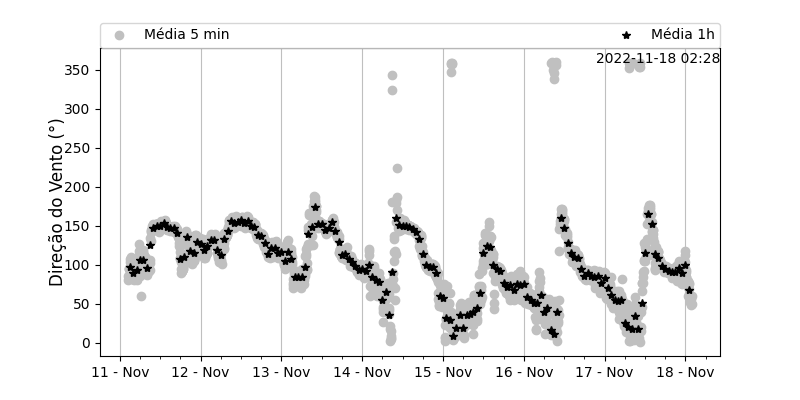 Média 5 min
Média 1h
2022-11-18 02:28
Direção do Vento (°)
350
300
250
200
150
100
50
0
11 - Nov
12 - Nov
13 - Nov
14 - Nov
15 - Nov
16 - Nov
17 - Nov
18 - Nov